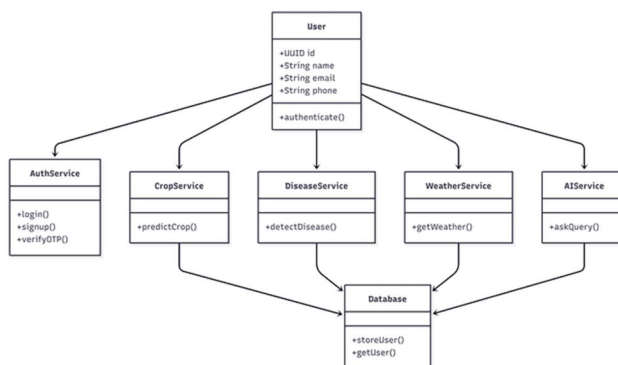 User
+UUID id
+String name
+String email
+String phone
+authenticate()
AuthService
+login()
+signup()
+verifyOTP()
CropService
+predictCrop()
DiseaseService
+detectDisease()
WeatherService
+getWeather()
AIService
+askQuery()
Database
+storeUser()
+getUser()